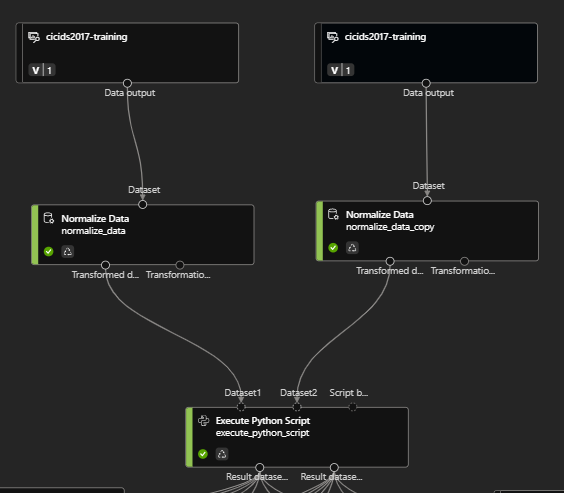 cicids2017-training
cicids2017-training
V 1
V 1
Data output
Data output
Dataset
Dataset
Normalize Data
normalize_data
Normalize Data
normalize_data_copy
Transformed d...
Transformatio...
Transformed d...
Transformatio...
Dataset1
Dataset2
Script b...
Execute Python Script
execute_python_script
Result datase...
Result datase...